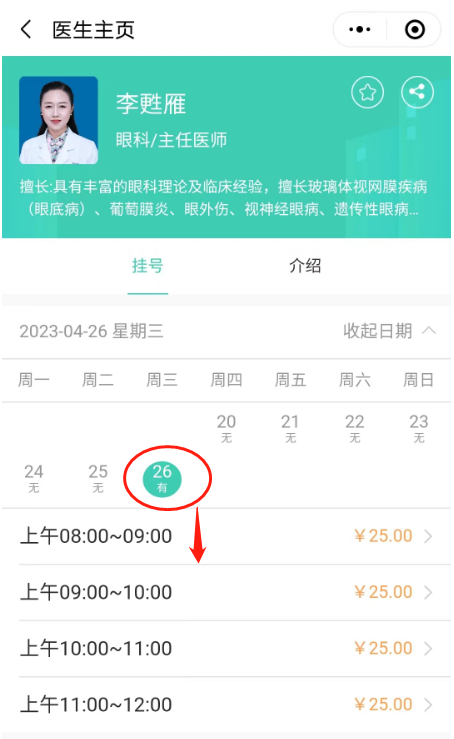 医生主页
李甦雁
眼科/主任医师
擅长:具有丰富的眼科理论及临床经验，擅长玻璃体视网膜疾病
（眼底病）、葡萄膜炎、眼外伤、视神经眼病、遗传性眼病...
挂号 介绍
2023-04-26 星期三 收起日期
周一 周二 周三 周四 周五 周六 周日
20 21 22 23
无 无 无 无
24 25 26
无 无 有
上午08:00~09:00 ￥25.00
上午09:00~10:00 ￥25.00
上午10:00~11:00 ￥25.00
上午11:00~12:00 ￥25.00